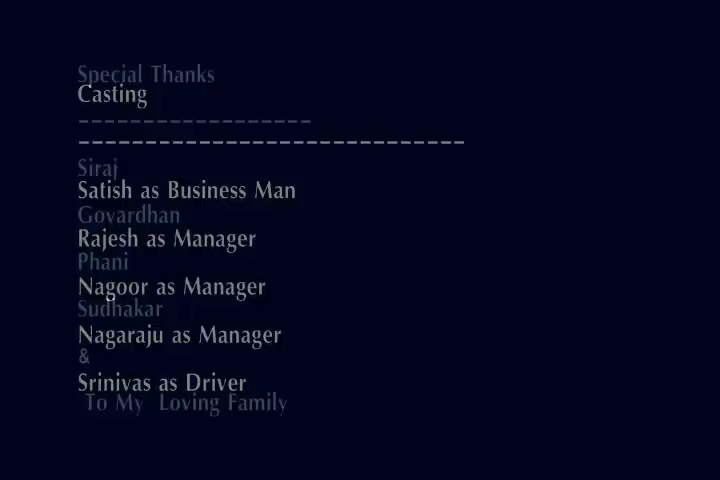 Special Thanks
Casting
------------------
-----------------------------
Siraj
Satish as Business Man
Govardhan
Rajesh as Manager
Phani
Nagoor as Manager
Sudhakar
Nagaraju as Manager
&
Srinivas as Driver
To My Loving Family